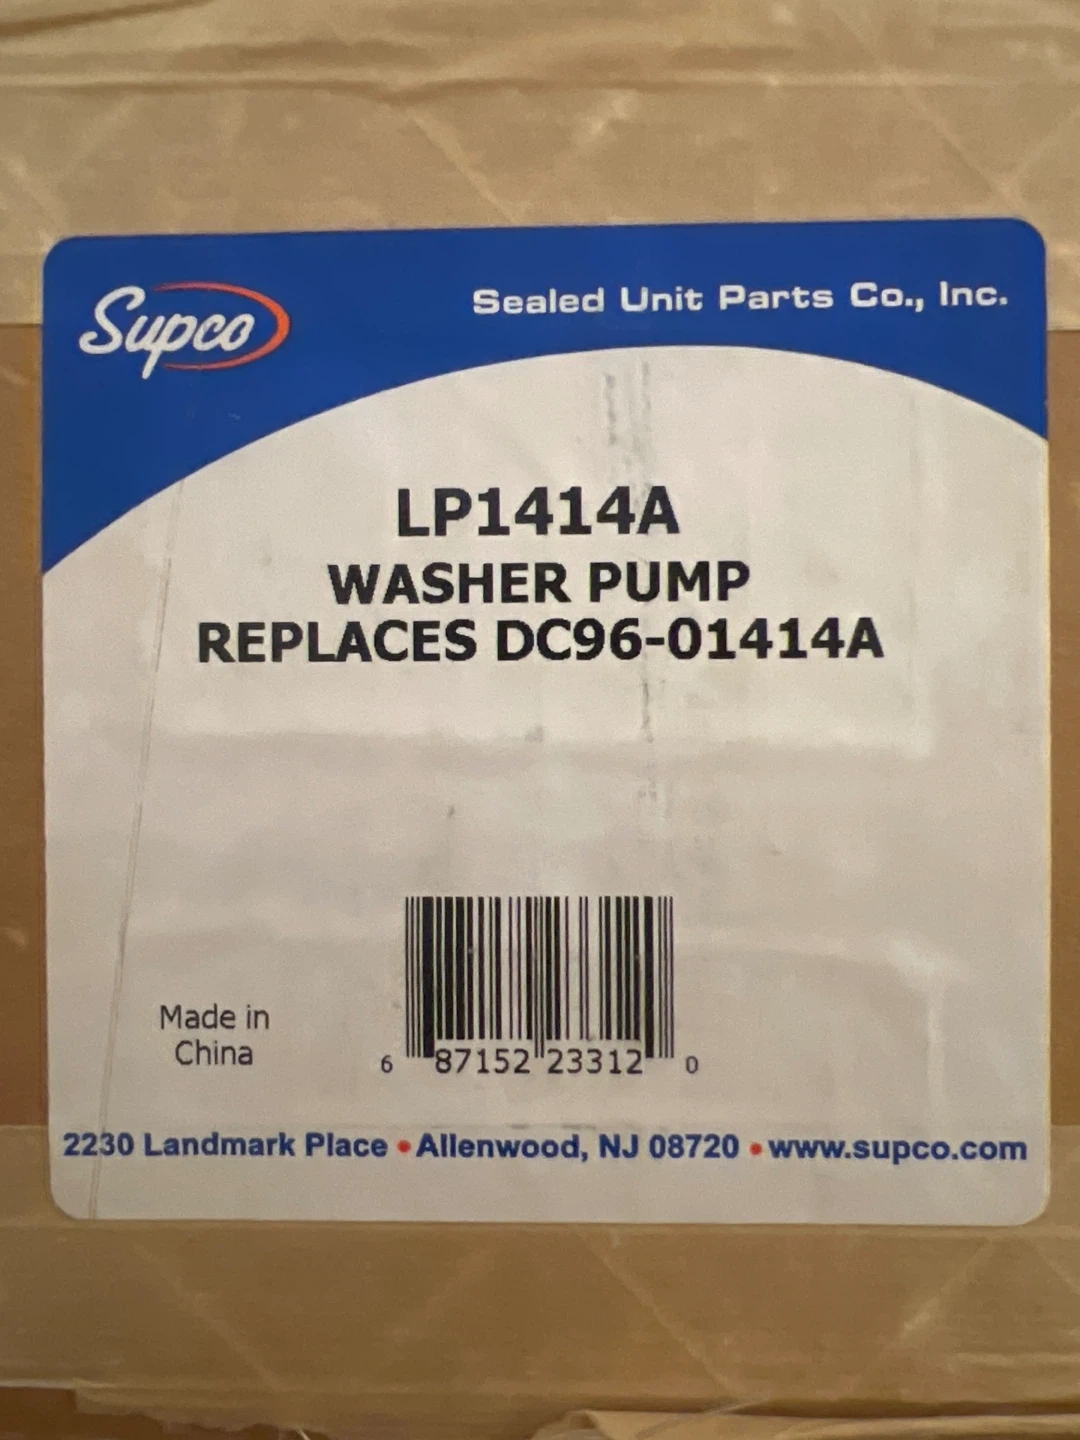 Supco
Sealed Unit Parts Co., Inc.
LP1414A
WASHER PUMP
REPLACES DC96-01414A
Made in
China
6 87152 23312 0
2230 Landmark Place • Allenwood, NJ 08720 • www.supco.com